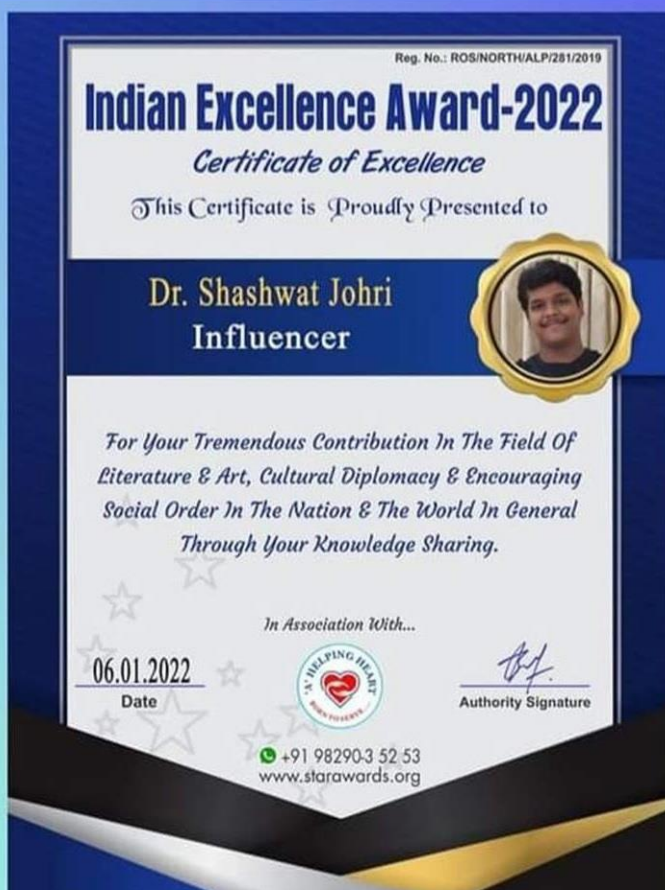 Reg. No.: ROS/NORTH/ALP/281/2019
Indian Excellence Award-2022
Certificate of Excellence
This Certificate is Proudly Presented to
Dr. Shashwat Johri
Influencer
For Your Tremendous Contribution In The Field Of
Literature & Art, Cultural Diplomacy & Encouraging
Social Order In The Nation & The World In General
Through Your Knowledge Sharing.
In Association With...
'A' HELPING HEART
BORN TO SERVE....
06.01.2022
Date
Authority Signature
+91 98290-3 52 53
www.starawards.org